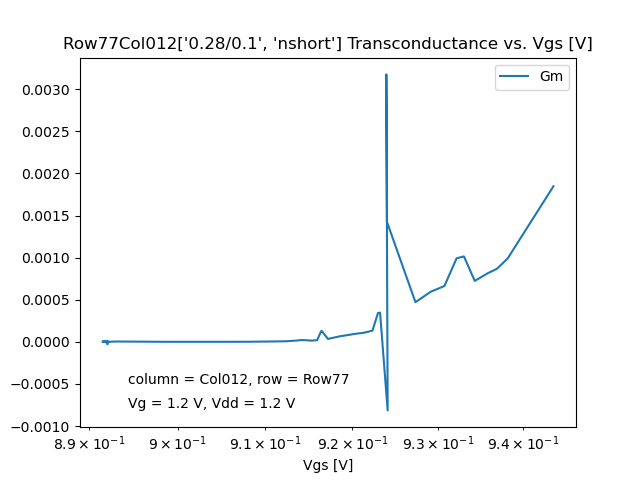 Row77Col012['0.28/0.1', 'nshort'] Transconductance vs. Vgs [V]
Gm
0.0030
0.0025
0.0020
0.0015
0.0010
0.0005
0.0000
−0.0005
−0.0010
column = Col012, row = Row77
Vg = 1.2 V, Vdd = 1.2 V
8.9 × 10⁻¹ 9 × 10⁻¹ 9.1 × 10⁻¹ 9.2 × 10⁻¹ 9.3 × 10⁻¹ 9.4 × 10⁻¹
Vgs [V]